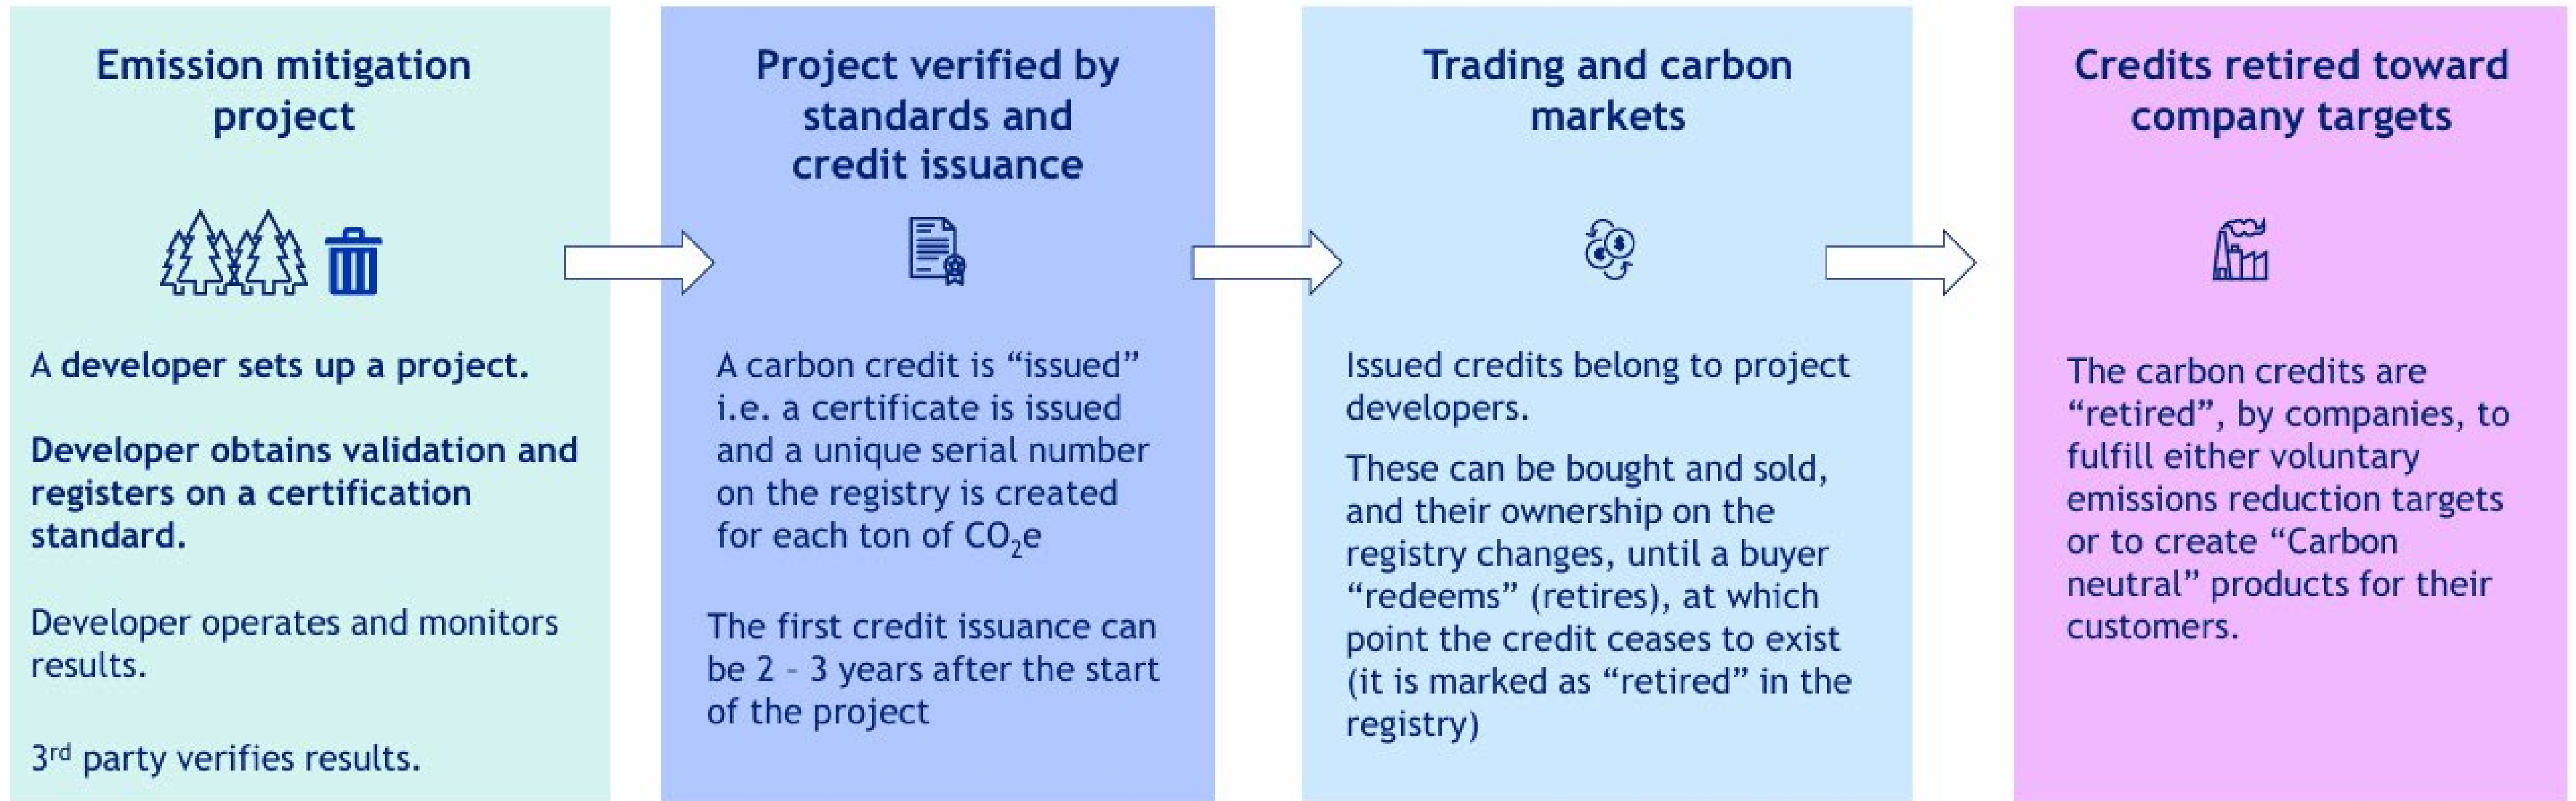 Emission mitigation
project
A developer sets up a project.
Developer obtains validation and
registers on a certification
standard.
Developer operates and monitors
results.
3rd party verifies results.
Project verified by
standards and
credit issuance
A carbon credit is “issued”
i.e. a certificate is issued
and a unique serial number
on the registry is created
for each ton of CO₂e
The first credit issuance can
be 2 – 3 years after the start
of the project
Trading and carbon
markets
Issued credits belong to project
developers.
These can be bought and sold,
and their ownership on the
registry changes, until a buyer
“redeems” (retires), at which
point the credit ceases to exist
(it is marked as “retired” in the
registry)
Credits retired toward
company targets
The carbon credits are
“retired”, by companies, to
fulfill either voluntary
emissions reduction targets
or to create “Carbon
neutral” products for their
customers.